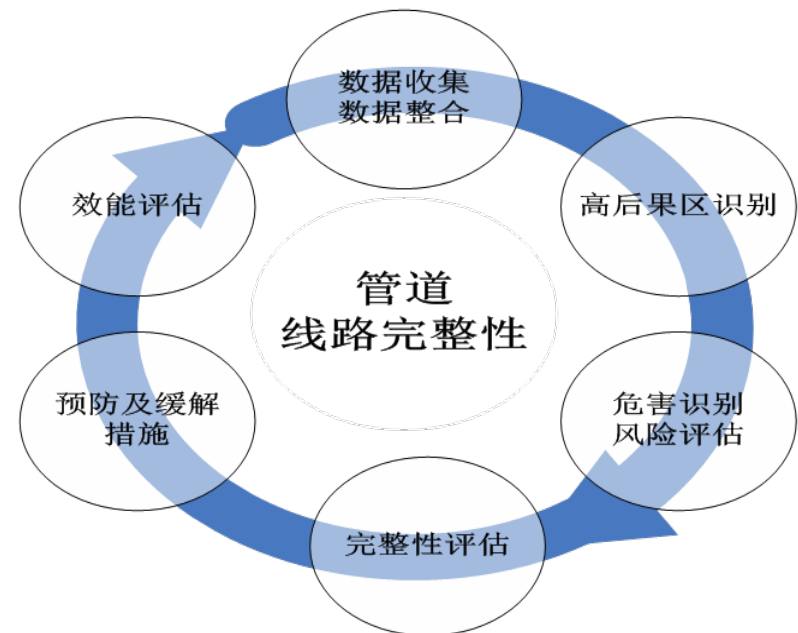 数据收集
数据整合
高后果区识别
危害识别
风险评估
完整性评估
预防及缓解
措施
效能评估
管道
线路完整性